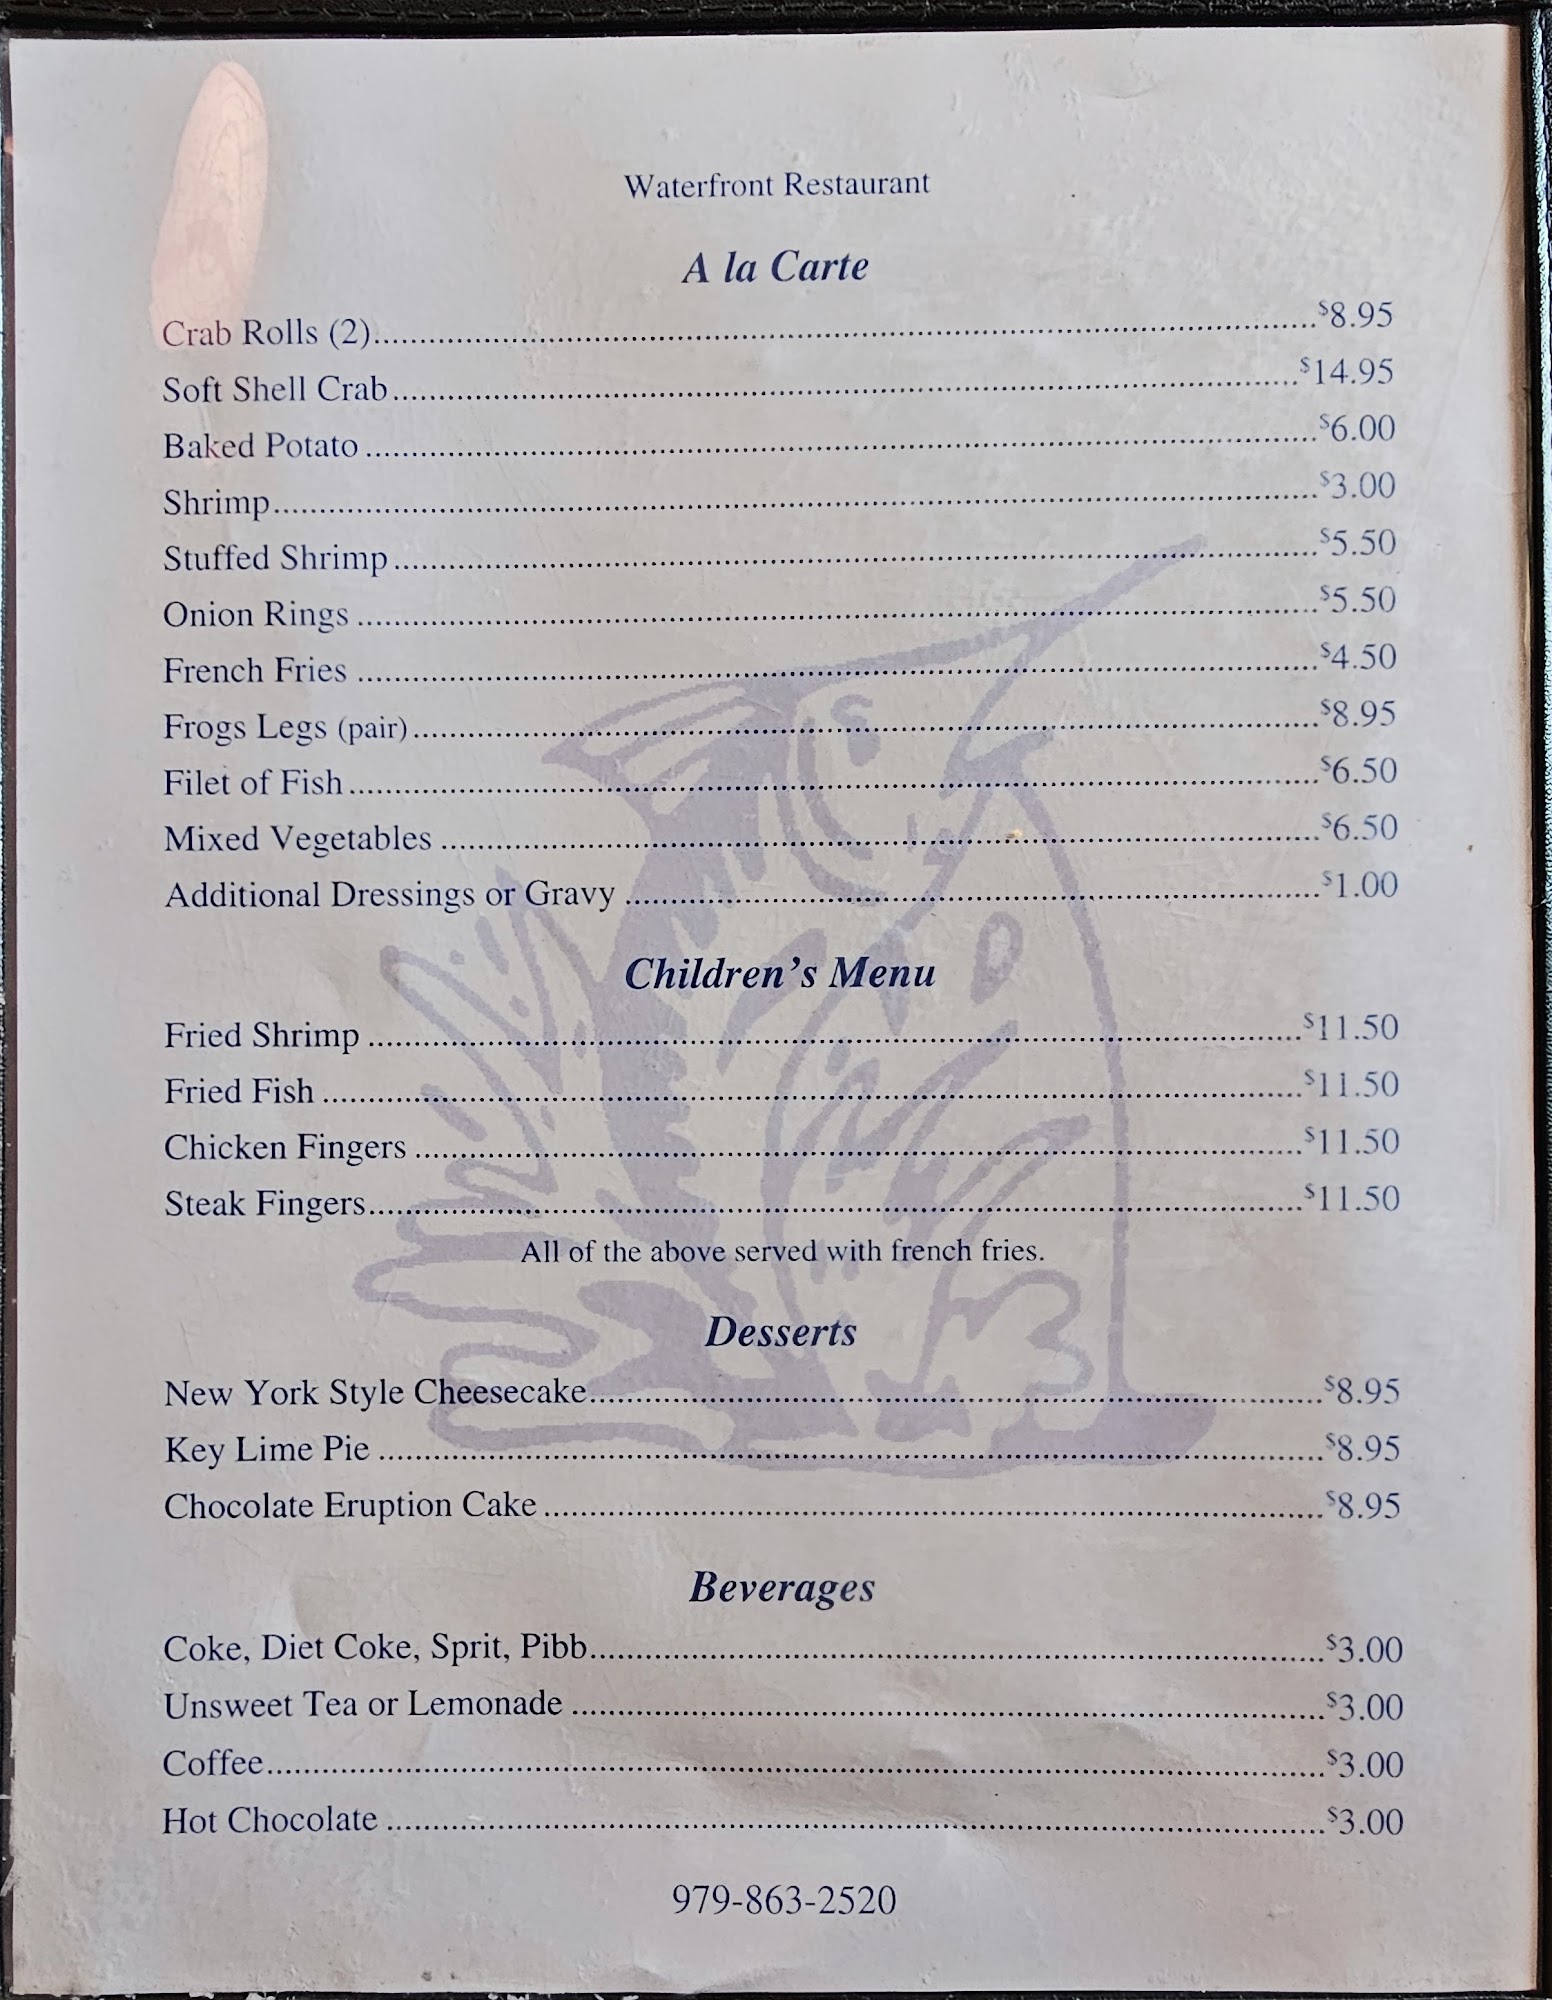 Waterfront Restaurant
A la Carte
Crab Rolls (2) $8.95
Soft Shell Crab $14.95
Baked Potato $6.00
Shrimp $3.00
Stuffed Shrimp $5.50
Onion Rings $5.50
French Fries $4.50
Frogs Legs (pair) $8.95
Filet of Fish $6.50
Mixed Vegetables $6.50
Additional Dressings or Gravy $1.00
Children's Menu
Fried Shrimp $11.50
Fried Fish $11.50
Chicken Fingers $11.50
Steak Fingers $11.50
All of the above served with french fries.
Desserts
New York Style Cheesecake $8.95
Key Lime Pie $8.95
Chocolate Eruption Cake $8.95
Beverages
Coke, Diet Coke, Sprit, Pibb $3.00
Unsweet Tea or Lemonade $3.00
Coffee $3.00
Hot Chocolate $3.00
979-863-2520